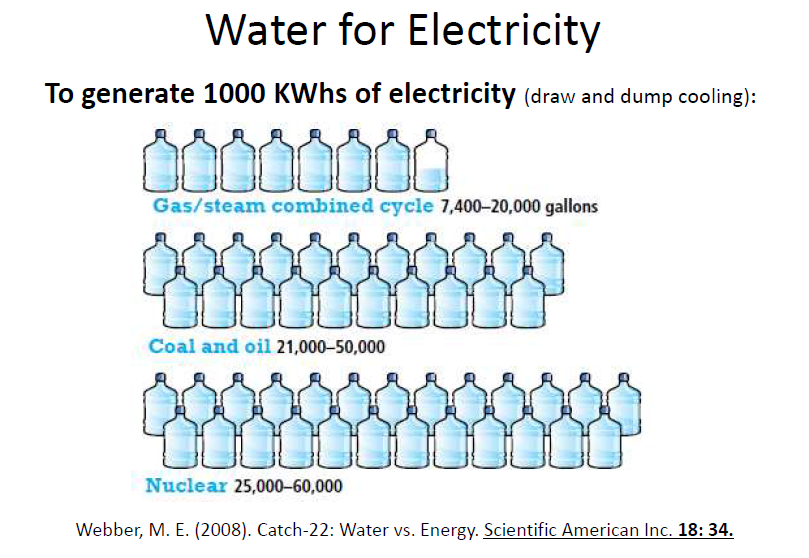 Water for Electricity
To generate 1000 KWhs of electricity (draw and dump cooling):
Gas/steam combined cycle 7,400–20,000 gallons
Coal and oil 21,000–50,000
Nuclear 25,000–60,000
Webber, M. E. (2008). Catch-22: Water vs. Energy. Scientific American Inc. 18: 34.